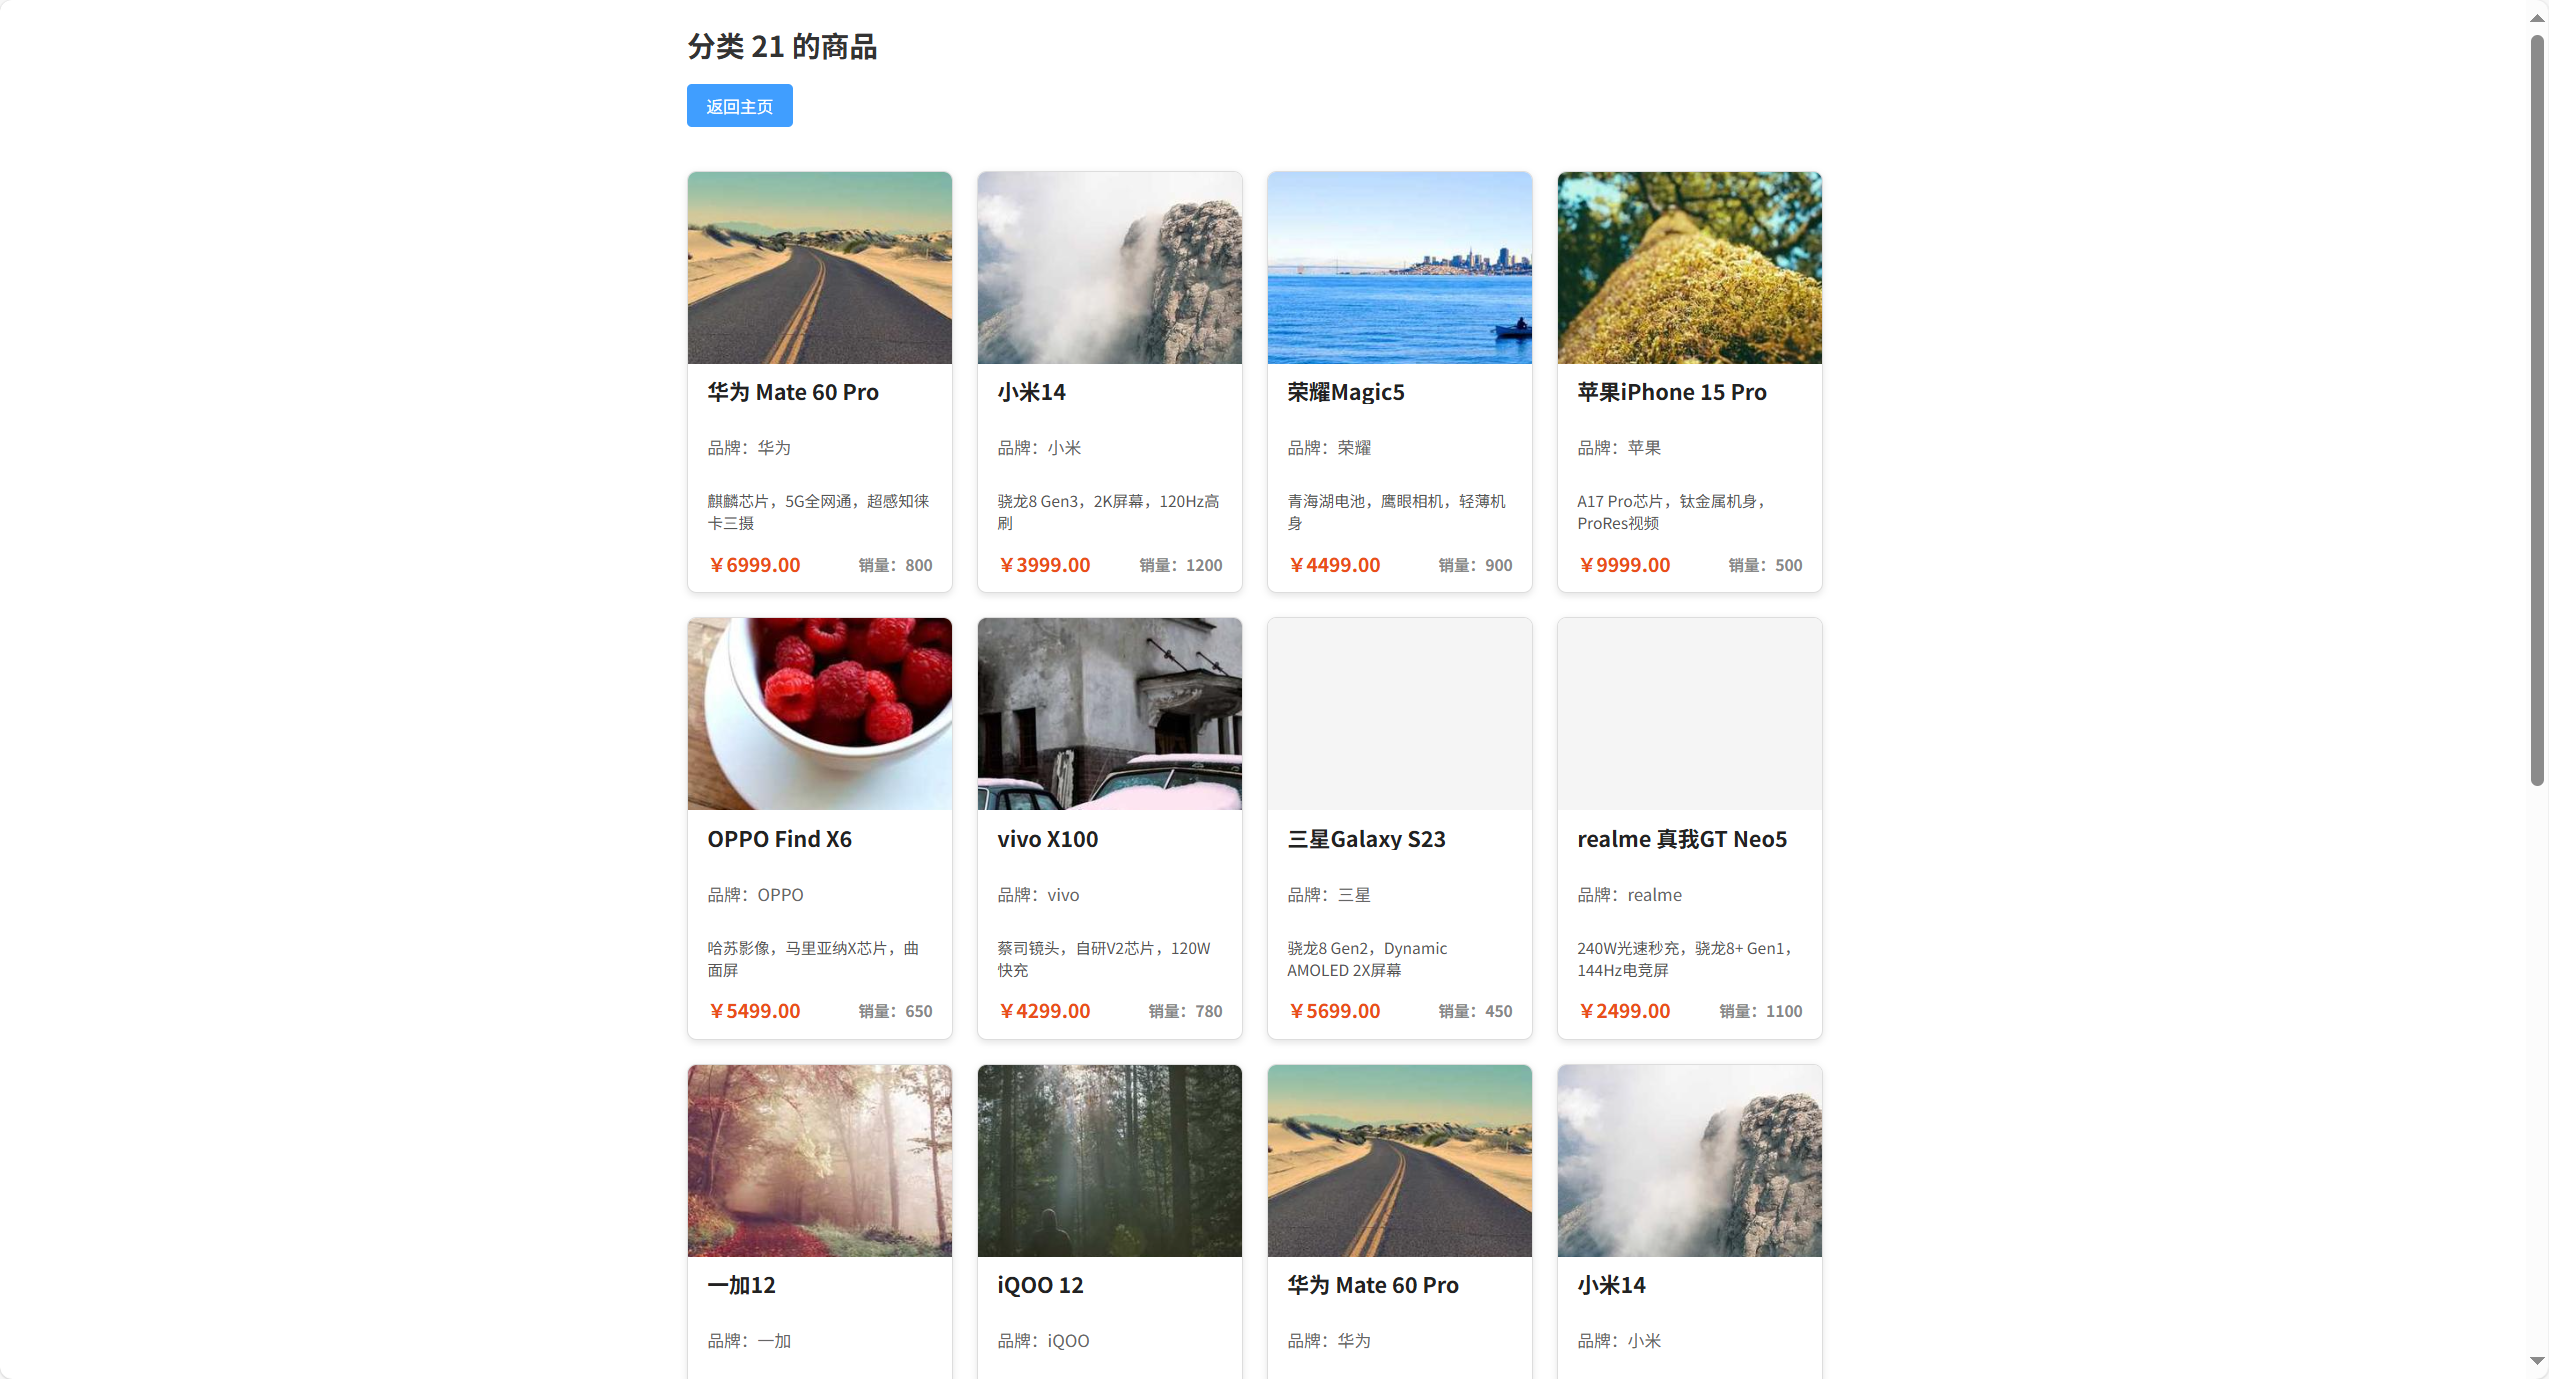 分类 21 的商品
返回主页
华为 Mate 60 Pro
品牌：华为
麒麟芯片，5G全网通，超感知徕
卡三摄
￥6999.00 销量：800
小米14
品牌：小米
骁龙8 Gen3，2K屏幕，120Hz高
刷
￥3999.00 销量：1200
荣耀Magic5
品牌：荣耀
青海湖电池，鹰眼相机，轻薄机
身
￥4499.00 销量：900
苹果iPhone 15 Pro
品牌：苹果
A17 Pro芯片，钛金属机身，
ProRes视频
￥9999.00 销量：500
OPPO Find X6
品牌：OPPO
哈苏影像，马里亚纳X芯片，曲
面屏
￥5499.00 销量：650
vivo X100
品牌：vivo
蔡司镜头，自研V2芯片，120W
快充
￥4299.00 销量：780
三星Galaxy S23
品牌：三星
骁龙8 Gen2，Dynamic
AMOLED 2X屏幕
￥5699.00 销量：450
realme 真我GT Neo5
品牌：realme
240W光速秒充，骁龙8+ Gen1，
144Hz电竞屏
￥2499.00 销量：1100
一加12
品牌：一加
iQOO 12
品牌：iQOO
华为 Mate 60 Pro
品牌：华为
小米14
品牌：小米